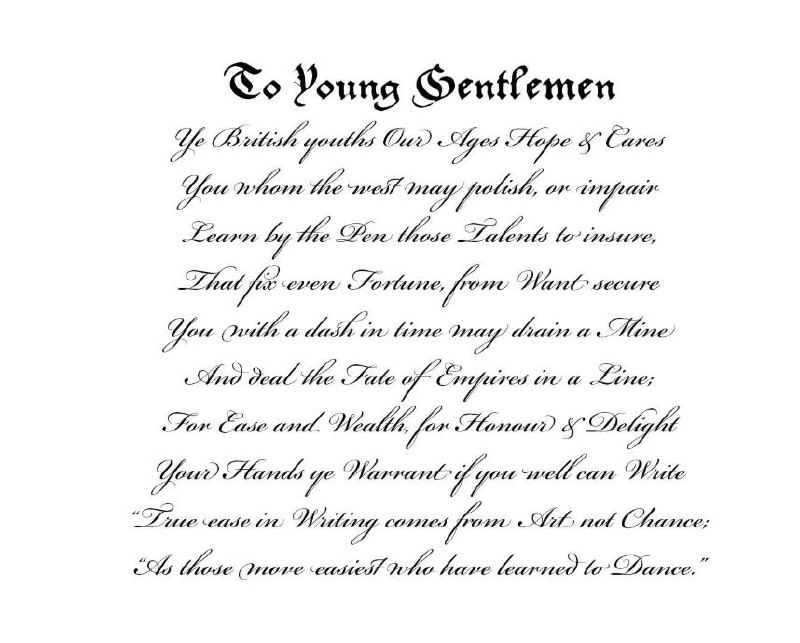 To Young Gentlemen
Ye British youths Our Ages Hope & Cares
You whom the west may polish, or impair
Learn by the Pen those Talents to insure,
That fix even Fortune, from Want secure
You with a dash in time may drain a Mine
And deal the Fate of Empires in a Line;
For Ease and Wealth, for Honour & Delight
Your Hands ye Warrant if you well can Write
“True ease in Writing comes from Art not Chance;
“As those move easiest who have learned to Dance.”